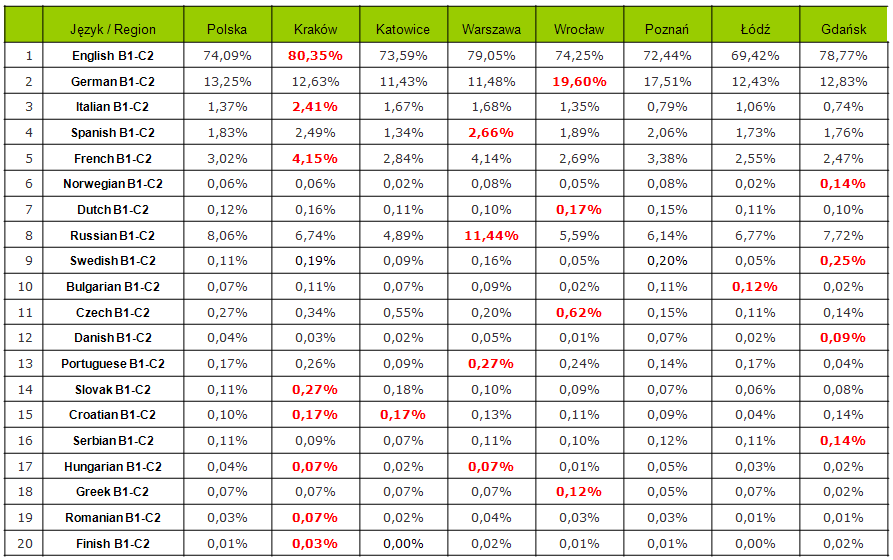 Język / Region Polska Kraków Katowice Warszawa Wrocław Poznań Łódź Gdańsk
1 English B1-C2 74,09% 80,35% 73,59% 79,05% 74,25% 72,44% 69,42% 78,77%
2 German B1-C2 13,25% 12,63% 11,43% 11,48% 19,60% 17,51% 12,43% 12,83%
3 Italian B1-C2 1,37% 2,41% 1,67% 1,68% 1,35% 0,79% 1,06% 0,74%
4 Spanish B1-C2 1,83% 2,49% 1,34% 2,66% 1,89% 2,06% 1,73% 1,76%
5 French B1-C2 3,02% 4,15% 2,84% 4,14% 2,69% 3,38% 2,55% 2,47%
6 Norwegian B1-C2 0,06% 0,06% 0,02% 0,08% 0,05% 0,08% 0,02% 0,14%
7 Dutch B1-C2 0,12% 0,16% 0,11% 0,10% 0,17% 0,15% 0,11% 0,10%
8 Russian B1-C2 8,06% 6,74% 4,89% 11,44% 5,59% 6,14% 6,77% 7,72%
9 Swedish B1-C2 0,11% 0,19% 0,09% 0,16% 0,05% 0,20% 0,05% 0,25%
10 Bulgarian B1-C2 0,07% 0,11% 0,07% 0,09% 0,02% 0,11% 0,12% 0,02%
11 Czech B1-C2 0,27% 0,34% 0,55% 0,20% 0,62% 0,15% 0,11% 0,14%
12 Danish B1-C2 0,04% 0,03% 0,02% 0,05% 0,01% 0,07% 0,02% 0,09%
13 Portuguese B1-C2 0,17% 0,26% 0,09% 0,27% 0,24% 0,14% 0,17% 0,04%
14 Slovak B1-C2 0,11% 0,27% 0,18% 0,10% 0,09% 0,07% 0,06% 0,08%
15 Croatian B1-C2 0,10% 0,17% 0,17% 0,13% 0,11% 0,09% 0,04% 0,14%
16 Serbian B1-C2 0,11% 0,09% 0,07% 0,11% 0,10% 0,12% 0,11% 0,14%
17 Hungarian B1-C2 0,04% 0,07% 0,02% 0,07% 0,01% 0,05% 0,03% 0,02%
18 Greek B1-C2 0,07% 0,07% 0,07% 0,07% 0,12% 0,05% 0,07% 0,02%
19 Romanian B1-C2 0,03% 0,07% 0,02% 0,04% 0,03% 0,03% 0,01% 0,02%
20 Finish B1-C2 0,01% 0,03% 0,00% 0,02% 0,01% 0,01% 0,00% 0,02%